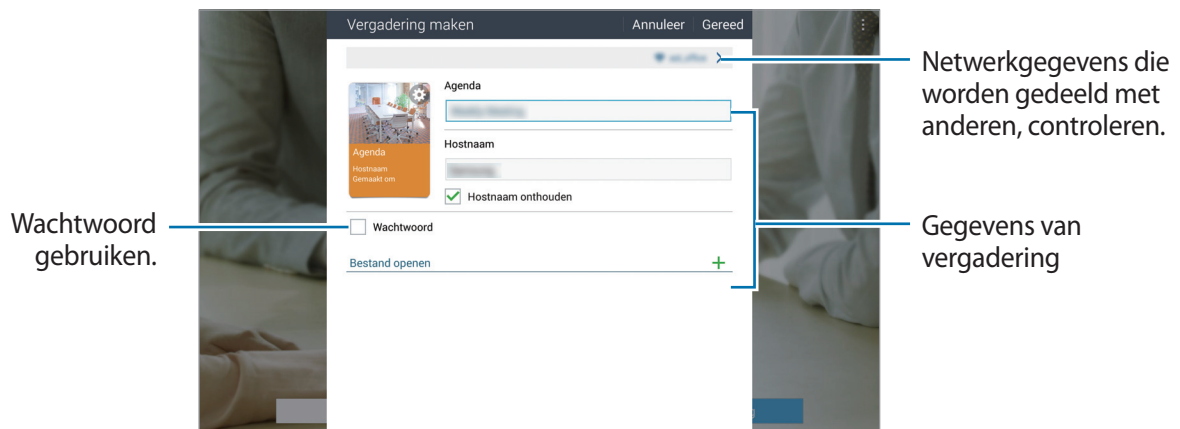 Vergadering maken
Annuleer
Gereed
Netwerkgegevens die
worden gedeeld met
anderen, controleren.
Agenda
Agenda
Hostnaam
Gemaakt om
Hostnaam
Hostnaam onthouden
Wachtwoord
gebruiken.
Wachtwoord
Gegevens van
vergadering
Bestand openen